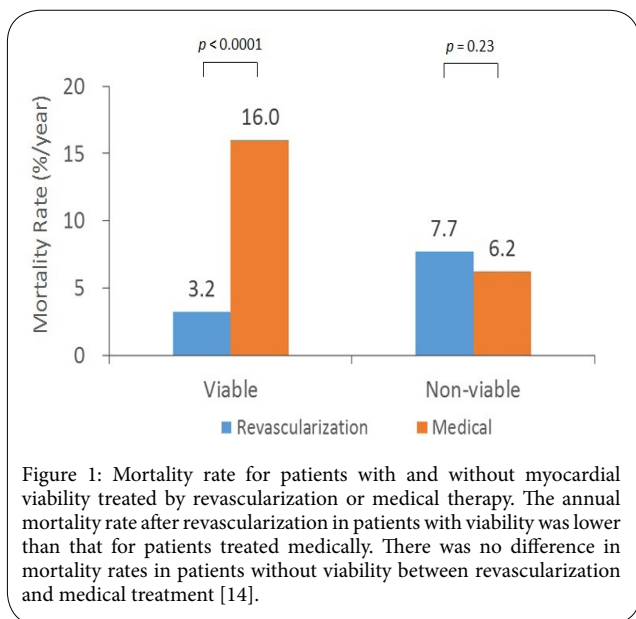 p < 0.0001
p = 0.23
Mortality Rate (%/year)
20
15
10
5
0
16.0
3.2
7.7
6.2
Viable
Non-viable
Revascularization
Medical
Figure 1: Mortality rate for patients with and without myocardial
viability treated by revascularization or medical therapy. The annual
mortality rate after revascularization in patients with viability was lower
than that for patients treated medically. There was no difference in
mortality rates in patients without viability between revascularization
and medical treatment [14].